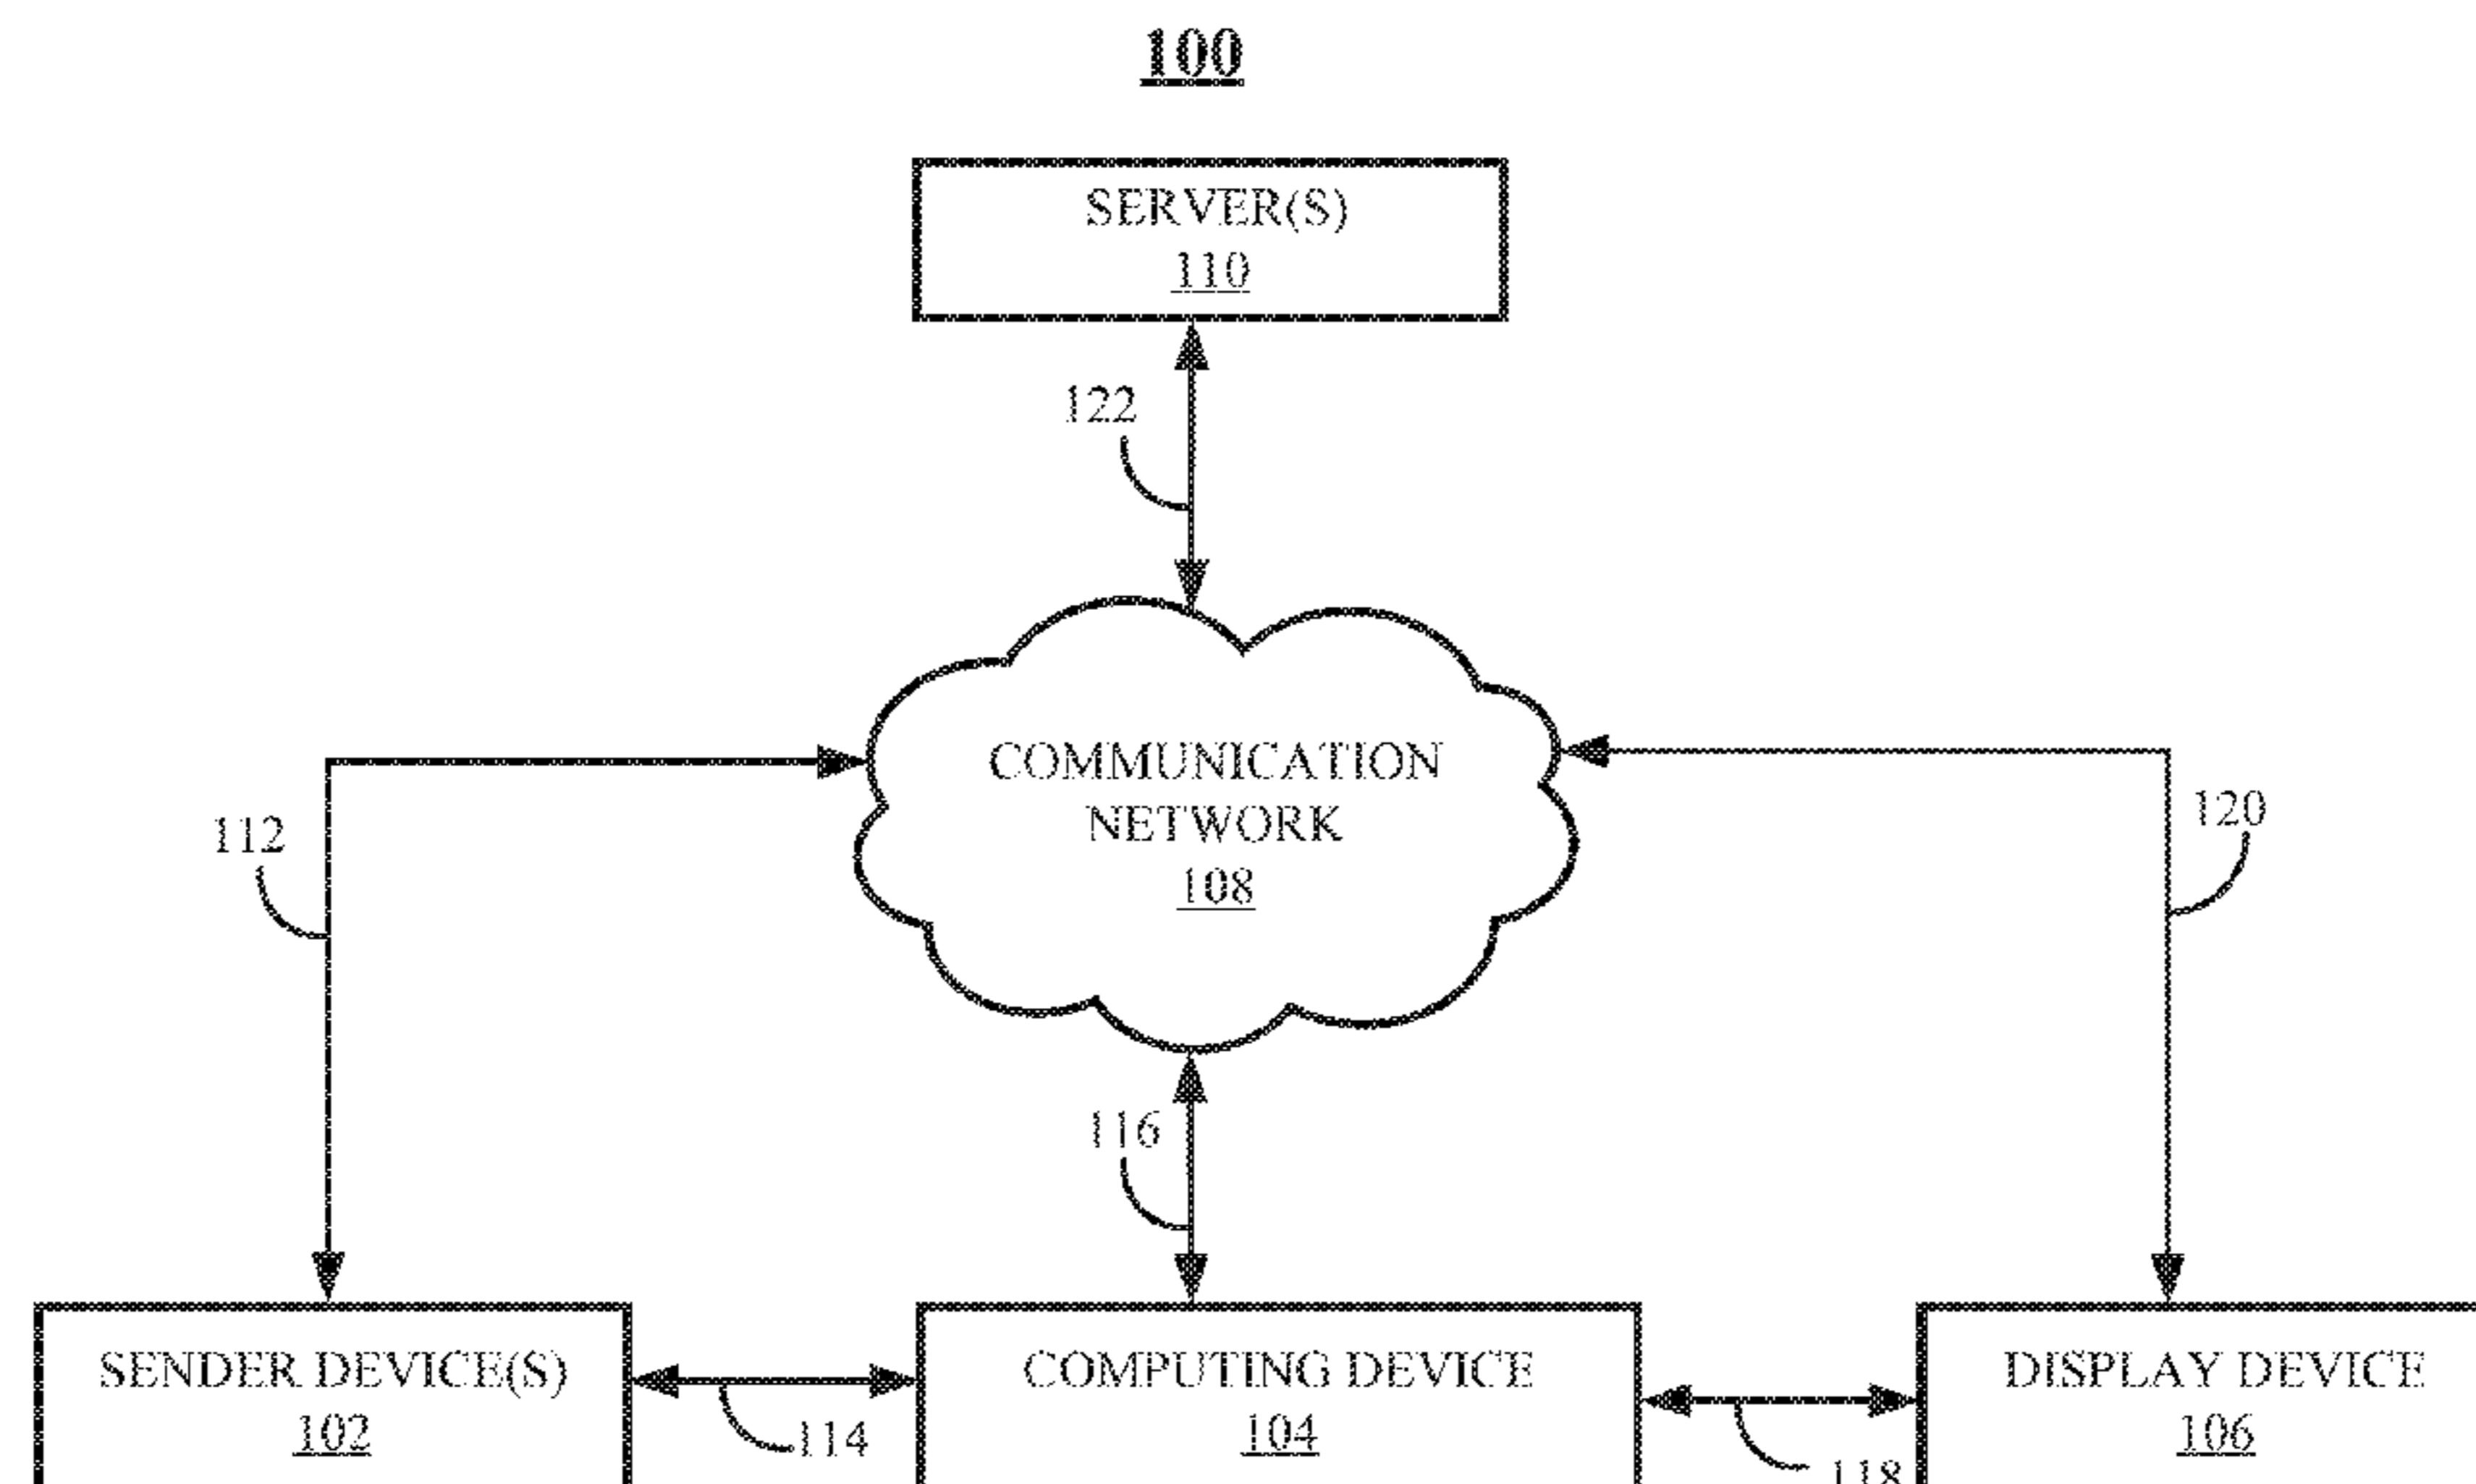 100
SERVER(S)
110
122
COMMUNICATION
NETWORK
108
112
120
116
SENDER DEVICE(S)
102
COMPUTING DEVICE
104
DISPLAY DEVICE
106
114
118